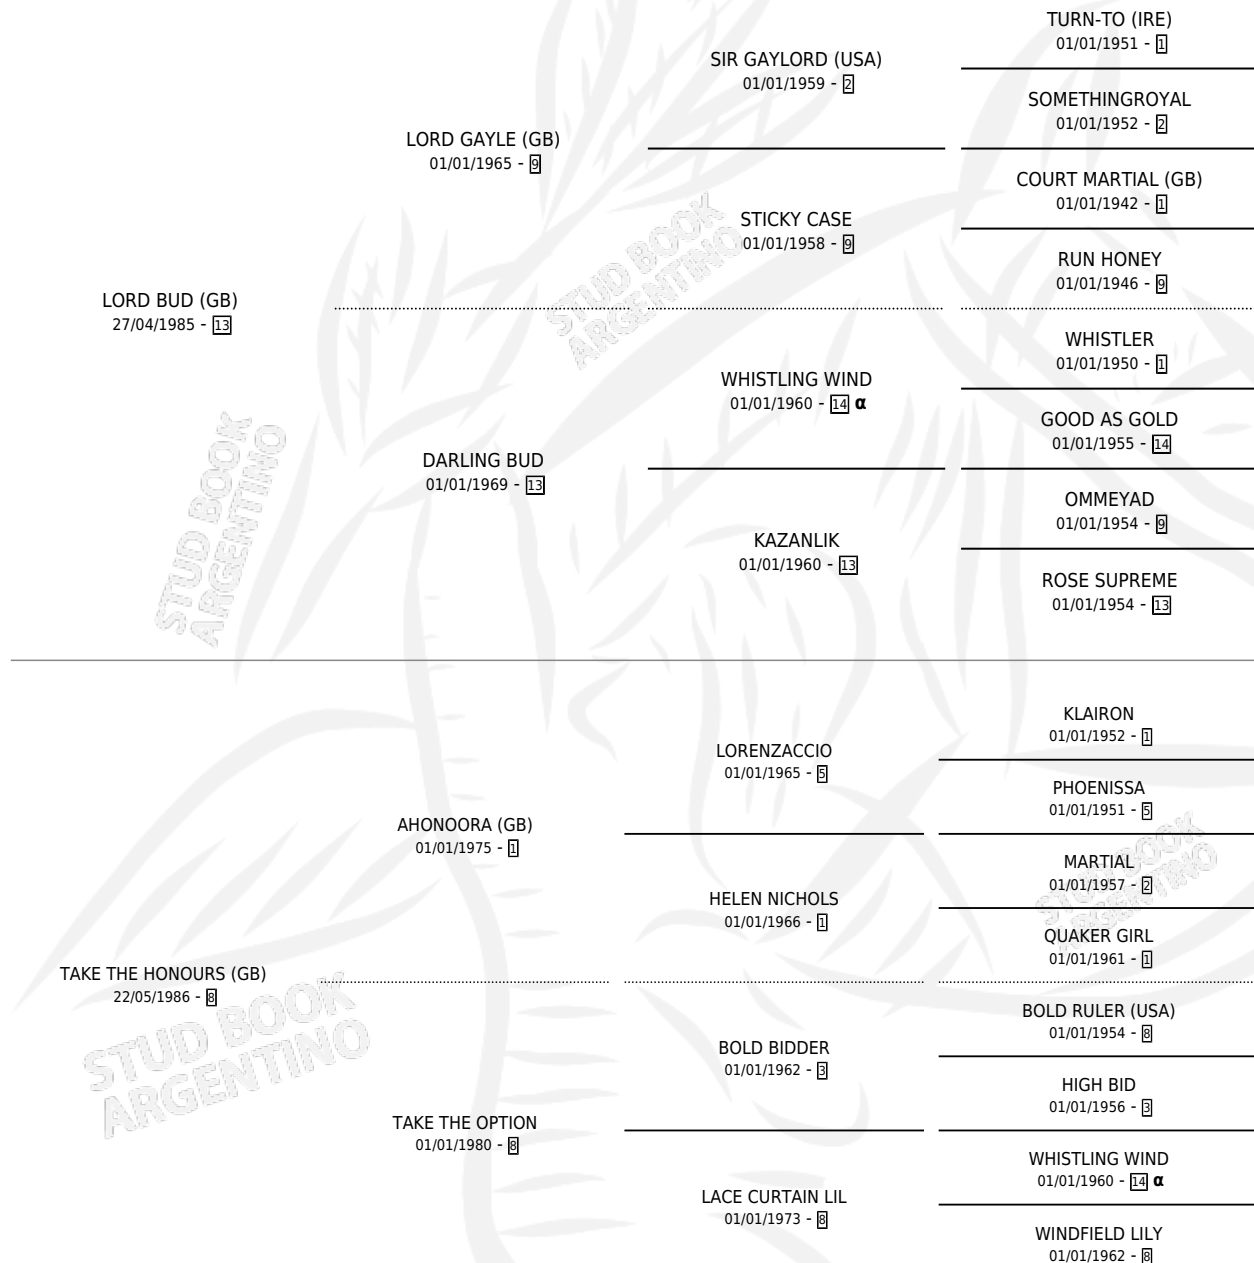 TURN-TO (IRE)
01/01/1951 - 1
SIR GAYLORD (USA)
01/01/1959 - 2
SOMETHINGROYAL
01/01/1952 - 2
LORD GAYLE (GB)
01/01/1965 - 9
COURT MARTIAL (GB)
01/01/1942 - 1
STICKY CASE
01/01/1958 - 9
RUN HONEY
01/01/1946 - 9
LORD BUD (GB)
27/04/1985 - 13
WHISTLER
01/01/1950 - 1
WHISTLING WIND
01/01/1960 - 14 α
GOOD AS GOLD
01/01/1955 - 14
DARLING BUD
01/01/1969 - 13
OMMEYAD
01/01/1954 - 9
KAZANLIK
01/01/1960 - 13
ROSE SUPREME
01/01/1954 - 13
STUD BOOK
ARGENTINO
STUD BOOK
ARGENTINO
KLAIRON
01/01/1952 - 1
LORENZACCIO
01/01/1965 - 5
PHOENISSA
01/01/1951 - 5
AHONOORA (GB)
01/01/1975 - 1
MARTIAL
01/01/1957 - 2
HELEN NICHOLS
01/01/1966 - 1
QUAKER GIRL
01/01/1961 - 1
TAKE THE HONOURS (GB)
22/05/1986 - 8
BOLD RULER (USA)
01/01/1954 - 8
BOLD BIDDER
01/01/1962 - 3
HIGH BID
01/01/1956 - 3
TAKE THE OPTION
01/01/1980 - 8
WHISTLING WIND
01/01/1960 - 14 α
LACE CURTAIN LIL
01/01/1973 - 8
WINDFIELD LILY
01/01/1962 - 8
STUD BOOK
ARGENTINO
STUD BOOK
ARGENTINO